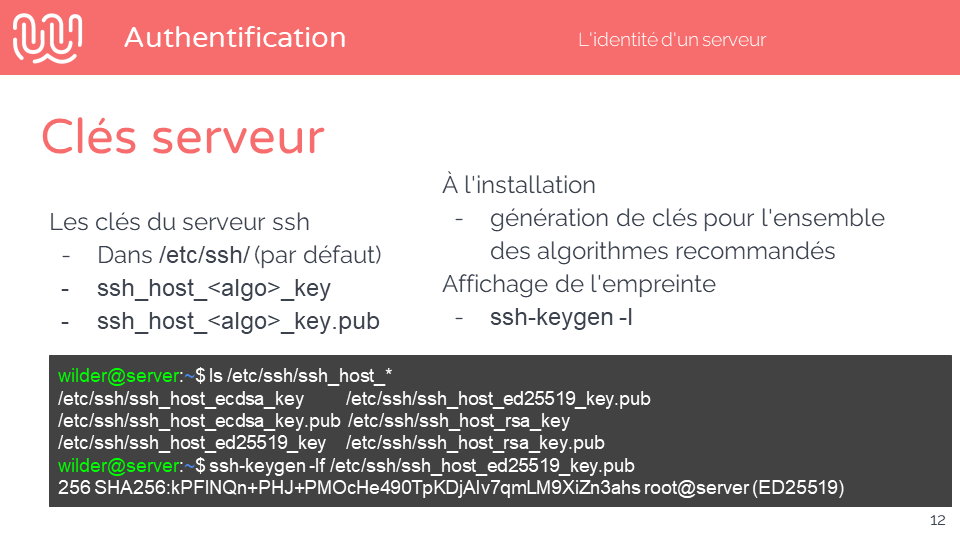 Authentification
L'identité d'un serveur
Clés serveur
Les clés du serveur ssh
- Dans /etc/ssh/ (par défaut)
- ssh_host_<algo>_key
- ssh_host_<algo>_key.pub
À l'installation
- génération de clés pour l'ensemble
des algorithmes recommandés
Affichage de l'empreinte
- ssh-keygen -l
wilder@server:~$ ls /etc/ssh/ssh_host_*
/etc/ssh/ssh_host_ecdsa_key /etc/ssh/ssh_host_ed25519_key.pub
/etc/ssh/ssh_host_ecdsa_key.pub /etc/ssh/ssh_host_rsa_key
/etc/ssh/ssh_host_ed25519_key /etc/ssh/ssh_host_rsa_key.pub
wilder@server:~$ ssh-keygen -lf /etc/ssh/ssh_host_ed25519_key.pub
256 SHA256:kPFlNQn+PHJ+PMOcHe490TpKDjAIv7qmLM9XiZn3ahs root@server (ED25519)
12